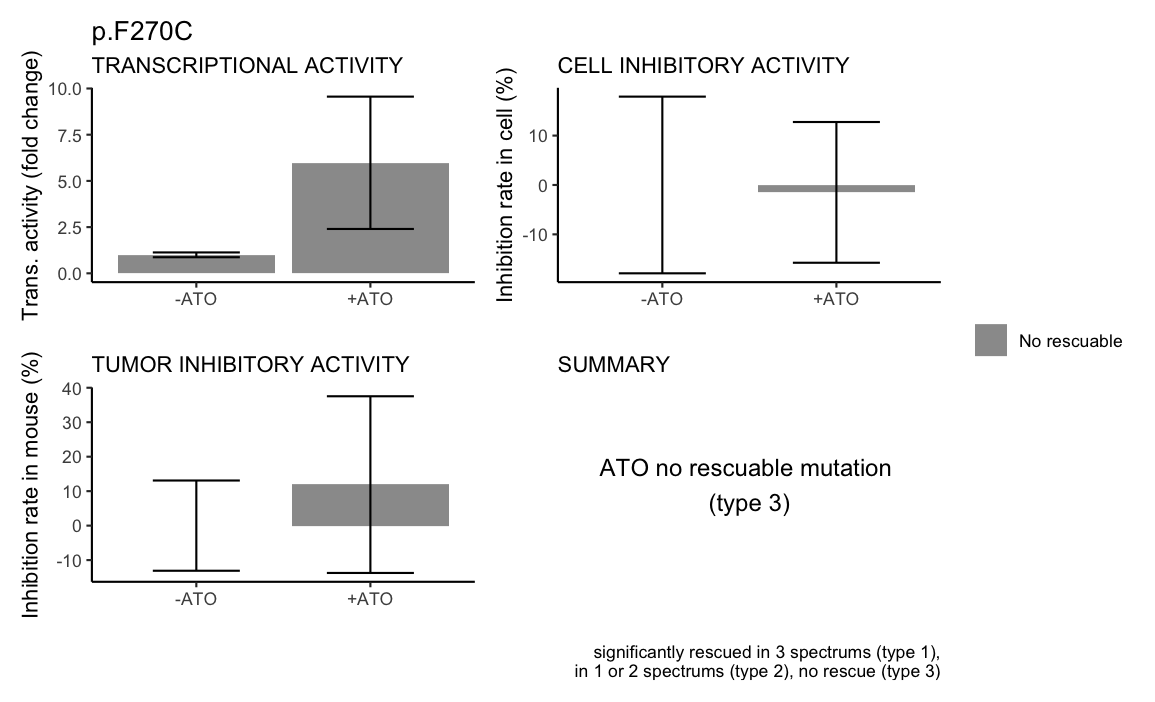 p.F270C
TRANSCRIPTIONAL ACTIVITY
Trans. activity (fold change)
10.0
7.5
5.0
2.5
0.0
-ATO
+ATO
CELL INHIBITORY ACTIVITY
Inhibition rate in cell (%)
10
0
-10
-ATO
+ATO
No rescuable
TUMOR INHIBITORY ACTIVITY
Inhibition rate in mouse (%)
40
30
20
10
0
-10
-ATO
+ATO
SUMMARY
ATO no rescuable mutation
(type 3)
significantly rescued in 3 spectrums (type 1),
in 1 or 2 spectrums (type 2), no rescue (type 3)